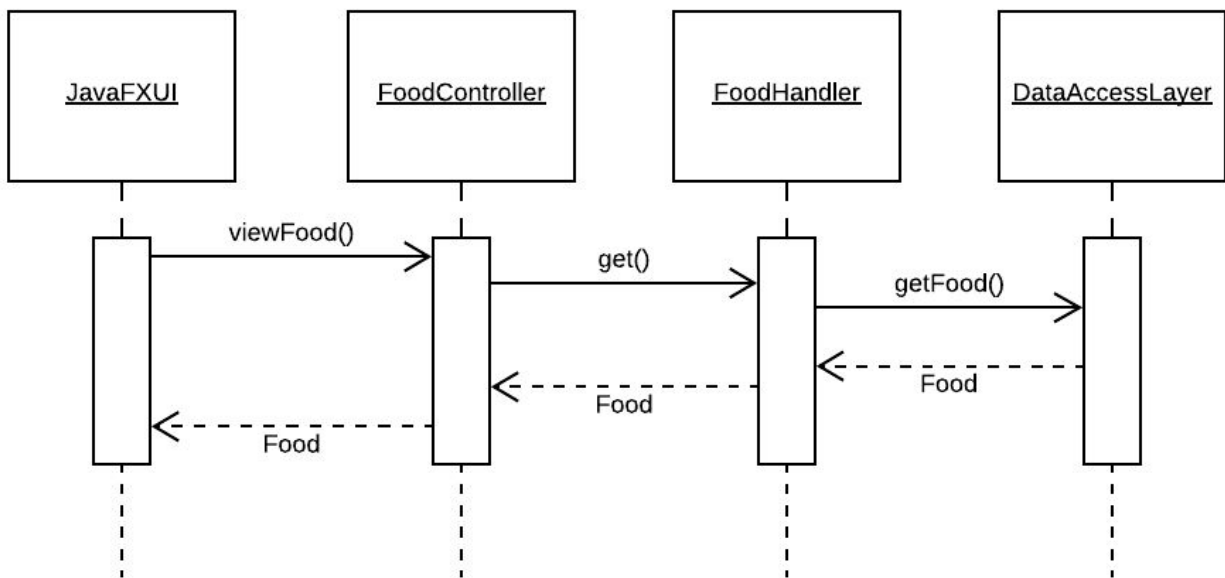 JavaFXUI
FoodController
FoodHandler
DataAccessLayer
viewFood()
get()
getFood()
Food
Food
Food